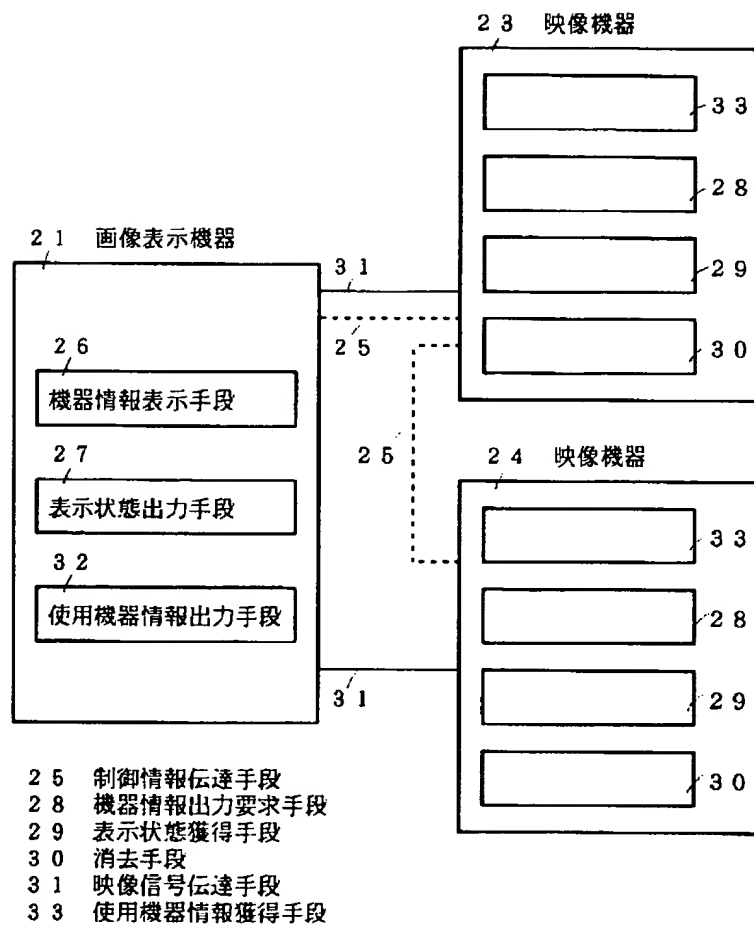 23 映像機器
33
28
29
30
21 画像表示機器
26
機器情報表示手段
27
表示状態出力手段
32
使用機器情報出力手段
31
25
25
24 映像機器
33
28
29
30
31
25 制御情報伝達手段
28 機器情報出力要求手段
29 表示状態獲得手段
30 消去手段
31 映像信号伝達手段
33 使用機器情報獲得手段